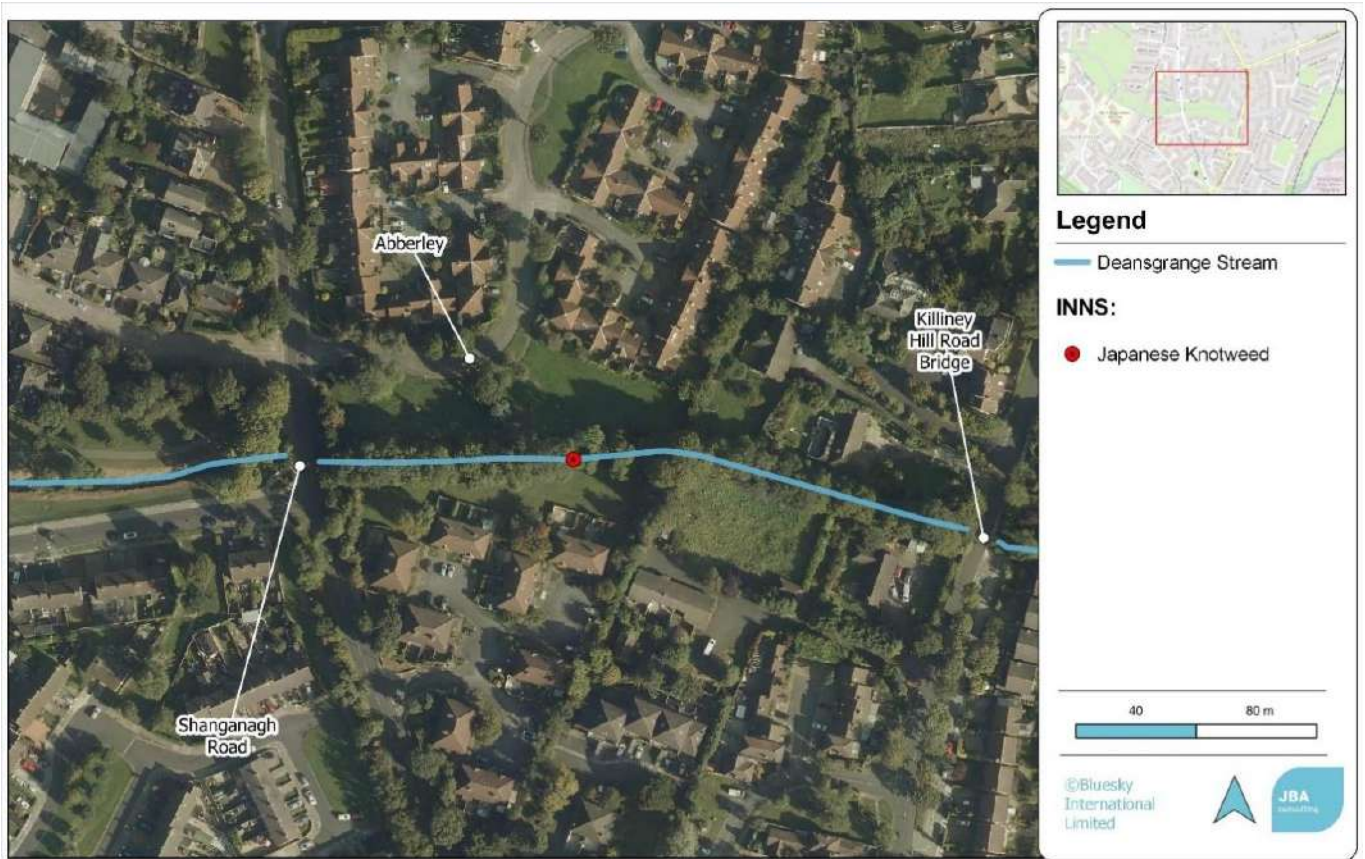 Abberley
Killiney
Hill Road
Bridge
Shanganagh
Road
Legend
Deansgrange Stream
INNS:
Japanese Knotweed
40
80 m
©Bluesky
International
Limited
JBA
consulting